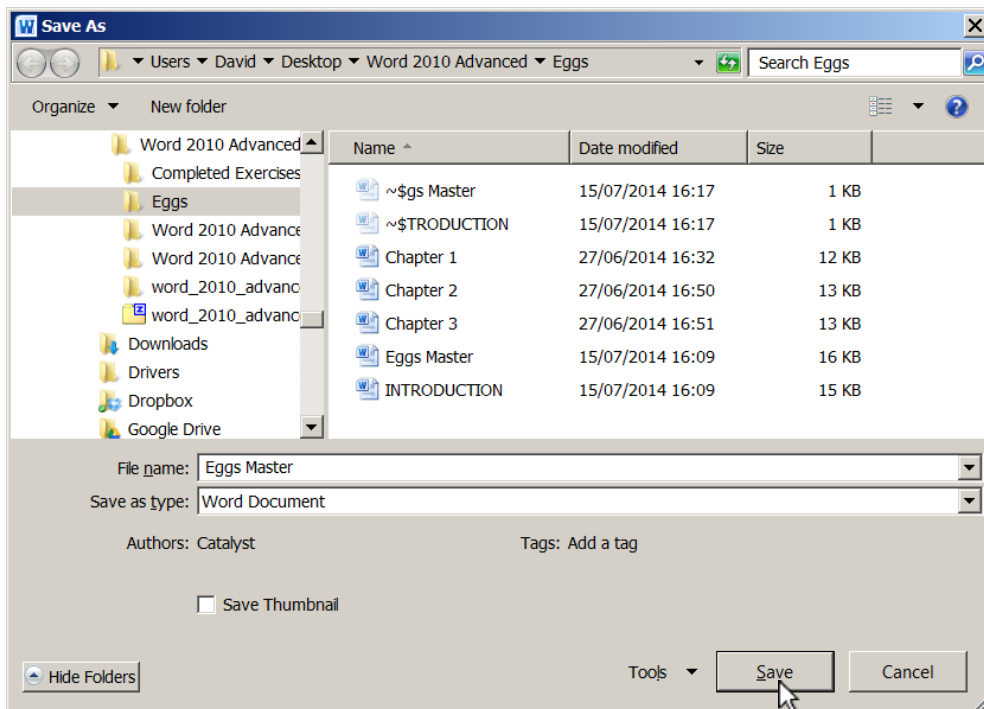 Save As
Users David Desktop Word 2010 Advanced Eggs
Search Eggs
Organize New folder
Word 2010 Advanced
Completed Exercises
Eggs
Word 2010 Advance
Word 2010 Advance
word_2010_advanc
word_2010_advanc
Downloads
Drivers
Dropbox
Google Drive
Name Date modified Size
~$gs Master 15/07/2014 16:17 1 KB
~$TRODUCTION 15/07/2014 16:17 1 KB
Chapter 1 27/06/2014 16:32 12 KB
Chapter 2 27/06/2014 16:50 13 KB
Chapter 3 27/06/2014 16:51 13 KB
Eggs Master 15/07/2014 16:09 16 KB
INTRODUCTION 15/07/2014 16:09 15 KB
File name: Eggs Master
Save as type: Word Document
Authors: Catalyst Tags: Add a tag
Save Thumbnail
Hide Folders Tools Save Cancel